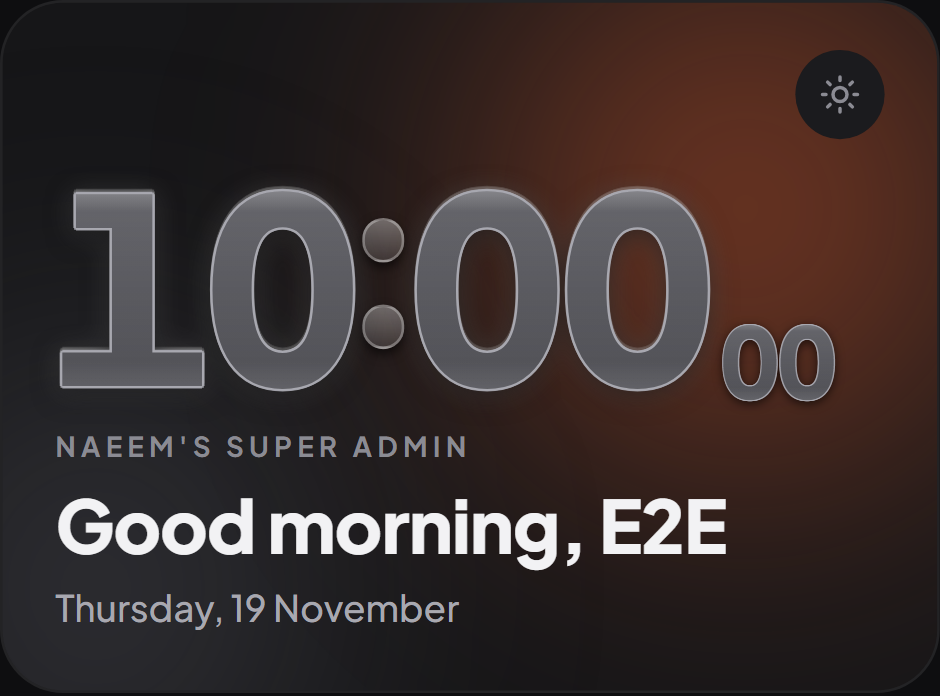 10:00 00
NAEEM'S SUPER ADMIN
Good morning, E2E
Thursday, 19 November